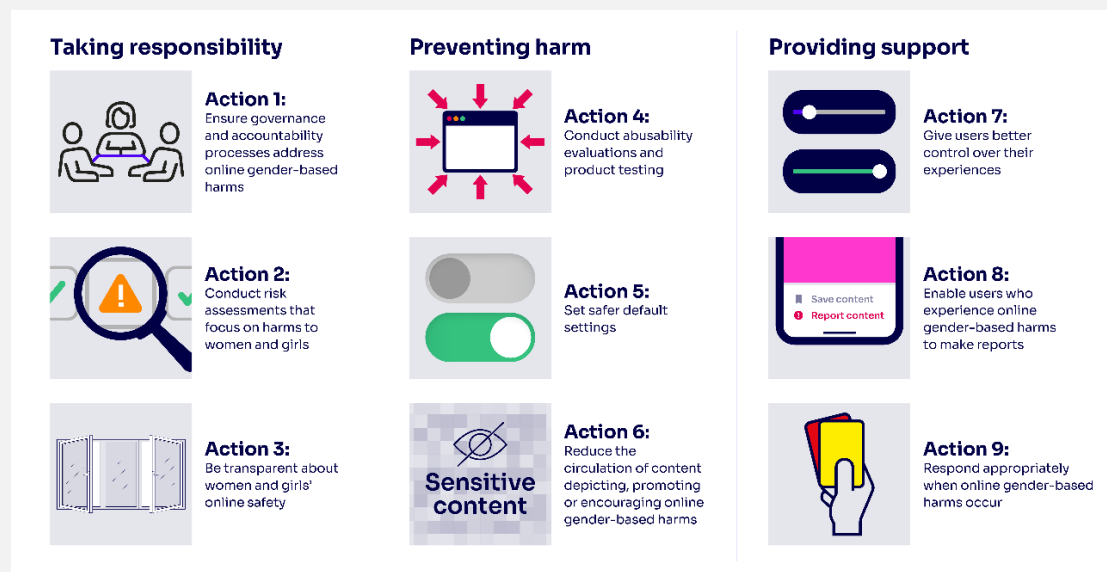 Taking responsibility
Action 1:
Ensure governance
and accountability
processes address
online gender-based
harms
Action 2:
Conduct risk
assessments that
focus on harms to
women and girls
Action 3:
Be transparent about
women and girls'
online safety
Preventing harm
Action 4:
Conduct abusability
evaluations and
product testing
Action 5:
Set safer default
settings
Sensitive
content
Action 6:
Reduce the
circulation of content
depicting, promoting
or encouraging online
gender-based harms
Providing support
Action 7:
Give users better
control over their
experiences
Save content
Report content
Action 8:
Enable users who
experience online
gender-based harms
to make reports
Action 9:
Respond appropriately
when online gender-based
harms occur